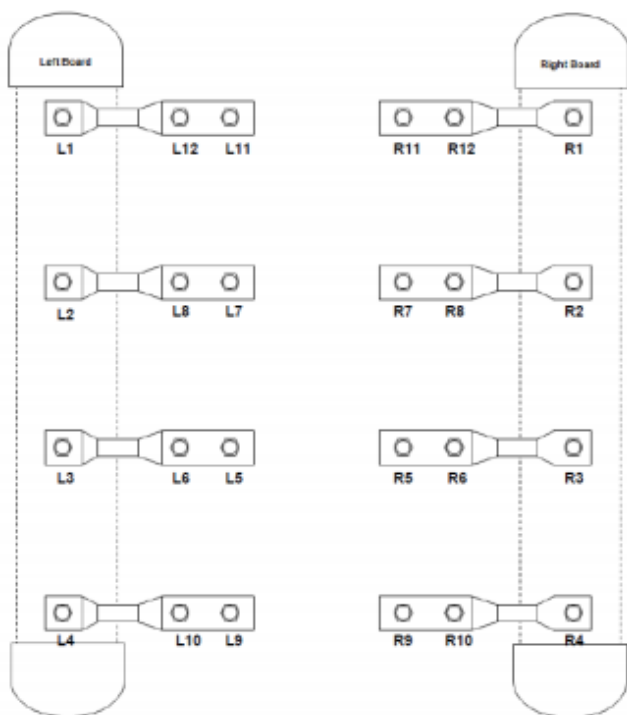 Left Board Right Board
L1 L12 L11 R11 R12 R1
L2 L8 L7 R7 R8 R2
L3 L6 L5 R5 R6 R3
L4 L10 L9 R9 R10 R4